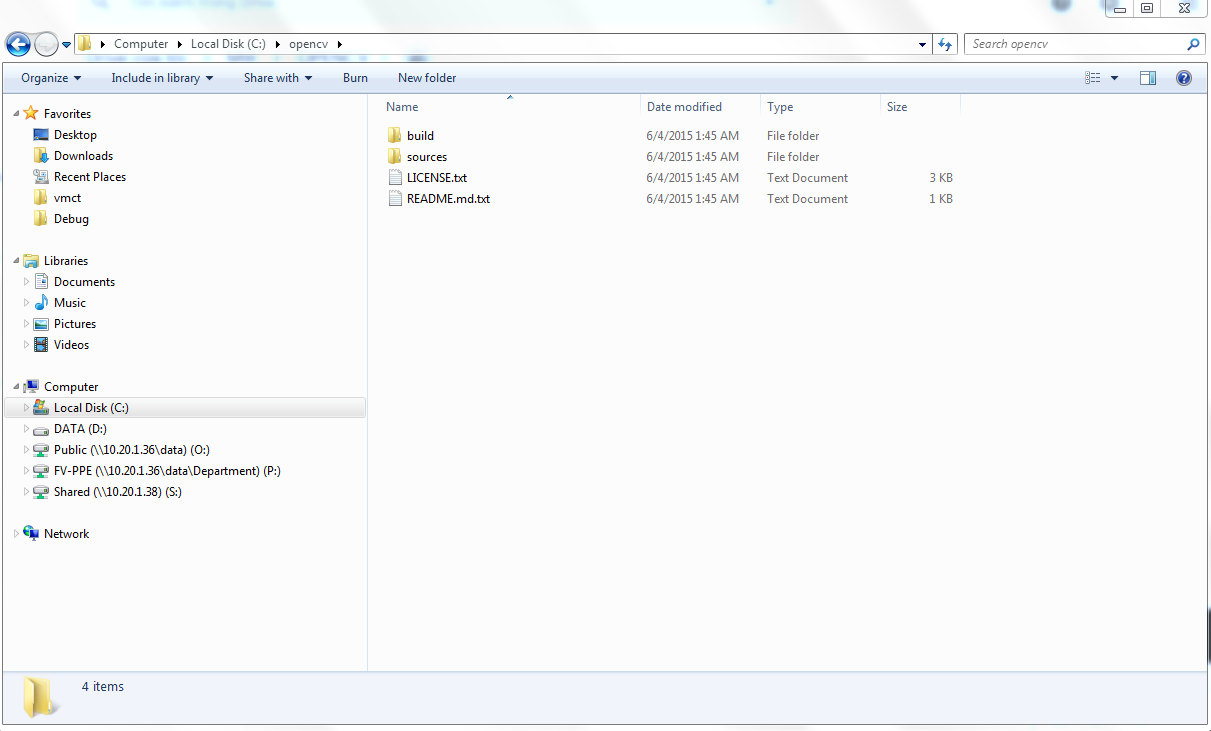 Computer Local Disk (C:) opencv
Search opencv
Organize Include in library Share with Burn New folder
Favorites
Desktop
Downloads
Recent Places
vmct
Debug
Libraries
Documents
Music
Pictures
Videos
Computer
Local Disk (C:)
DATA (D:)
Public (\\10.20.1.36\data) (O:)
FV-PPE (\\10.20.1.36\data\Department) (P:)
Shared (\\10.20.1.38) (S:)
Network
Name Date modified Type Size
build 6/4/2015 1:45 AM File folder
sources 6/4/2015 1:45 AM File folder
LICENSE.txt 6/4/2015 1:45 AM Text Document 3 KB
README.md.txt 6/4/2015 1:45 AM Text Document 1 KB
4 items